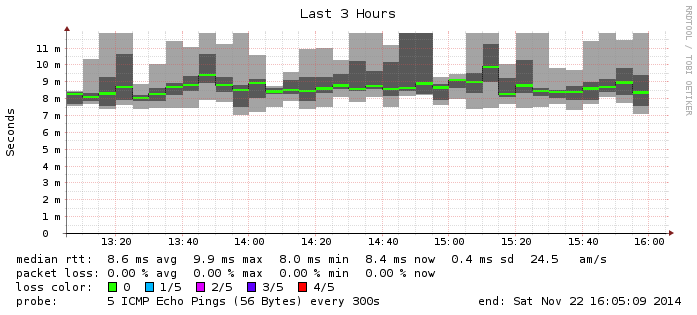 Last 3 Hours
RRDTOOL / TOBI OETIKER
Seconds
11 m
10 m
9 m
8 m
7 m
6 m
5 m
4 m
3 m
2 m
1 m
0
13:20 13:40 14:00 14:20 14:40 15:00 15:20 15:40 16:00
median rtt: 8.6 ms avg 9.9 ms max 8.0 ms min 8.4 ms now 0.4 ms sd 24.5 am/s
packet loss: 0.00 % avg 0.00 % max 0.00 % min 0.00 % now
loss color: 0 1/5 2/5 3/5 4/5
probe: 5 ICMP Echo Pings (56 Bytes) every 300s end: Sat Nov 22 16:05:09 2014